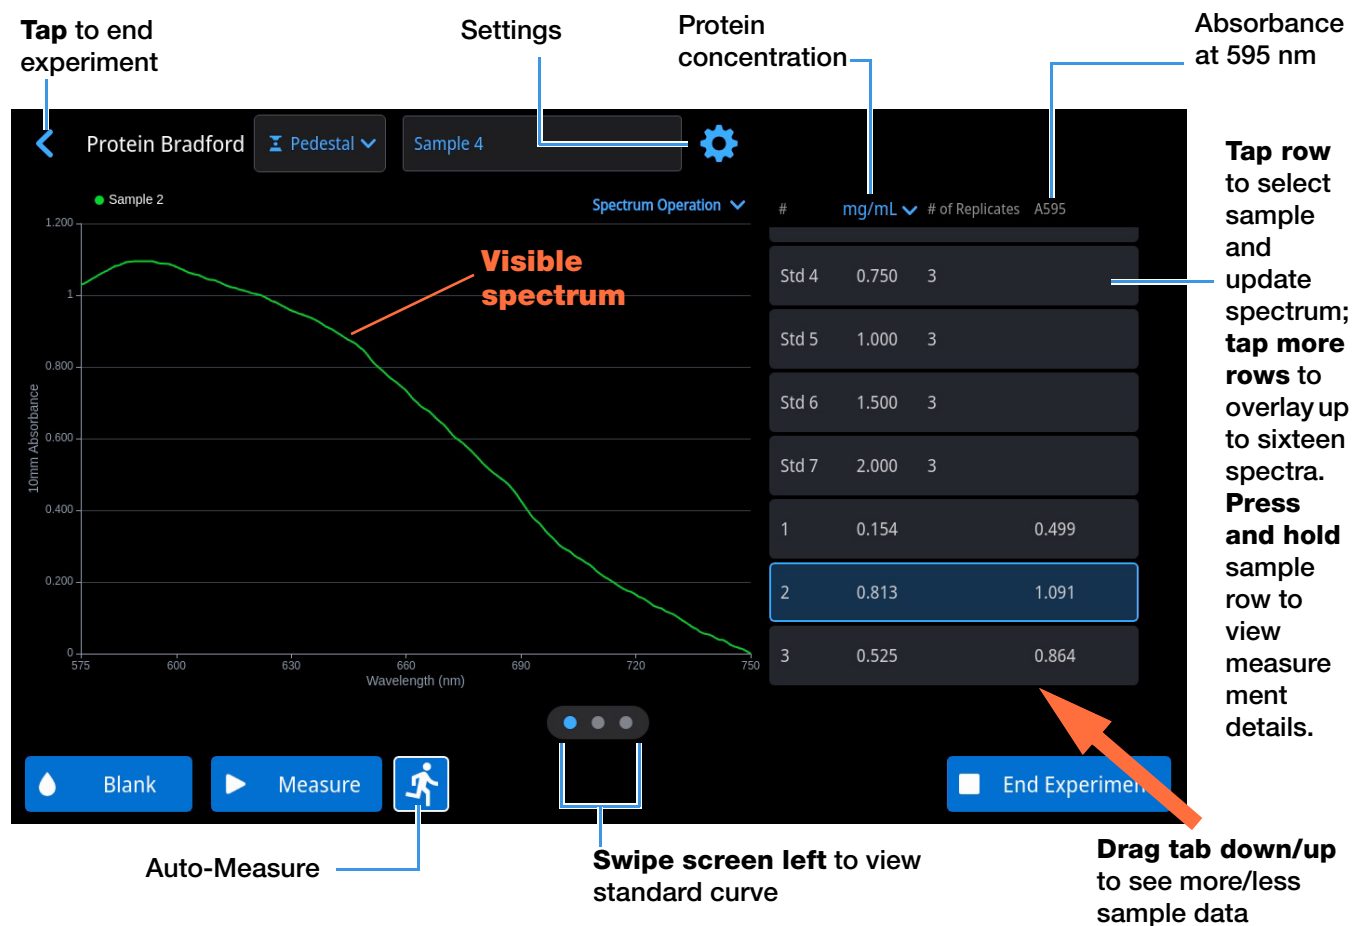 Tap to end
experiment
Settings
Protein
concentration
Absorbance
at 595 nm
Protein Bradford
Pedestal
Sample 4
Sample 2
Spectrum Operation
# mg/mL # of Replicates A595
1.200
1
0.800
0.600
0.400
0.200
0
10mm Absorbance
575 600 630 660 690 720 750
Wavelength (nm)
Visible
spectrum
Std 4 0.750 3
Std 5 1.000 3
Std 6 1.500 3
Std 7 2.000 3
1 0.154 0.499
2 0.813 1.091
3 0.525 0.864
Tap row
to select
sample
and
update
spectrum;
tap more
rows to
overlay up
to sixteen
spectra.
Press
and hold
sample
row to
view
measure
ment
details.
Blank
Measure
End Experimen
Auto-Measure
Swipe screen left to view
standard curve
Drag tab down/up
to see more/less
sample data